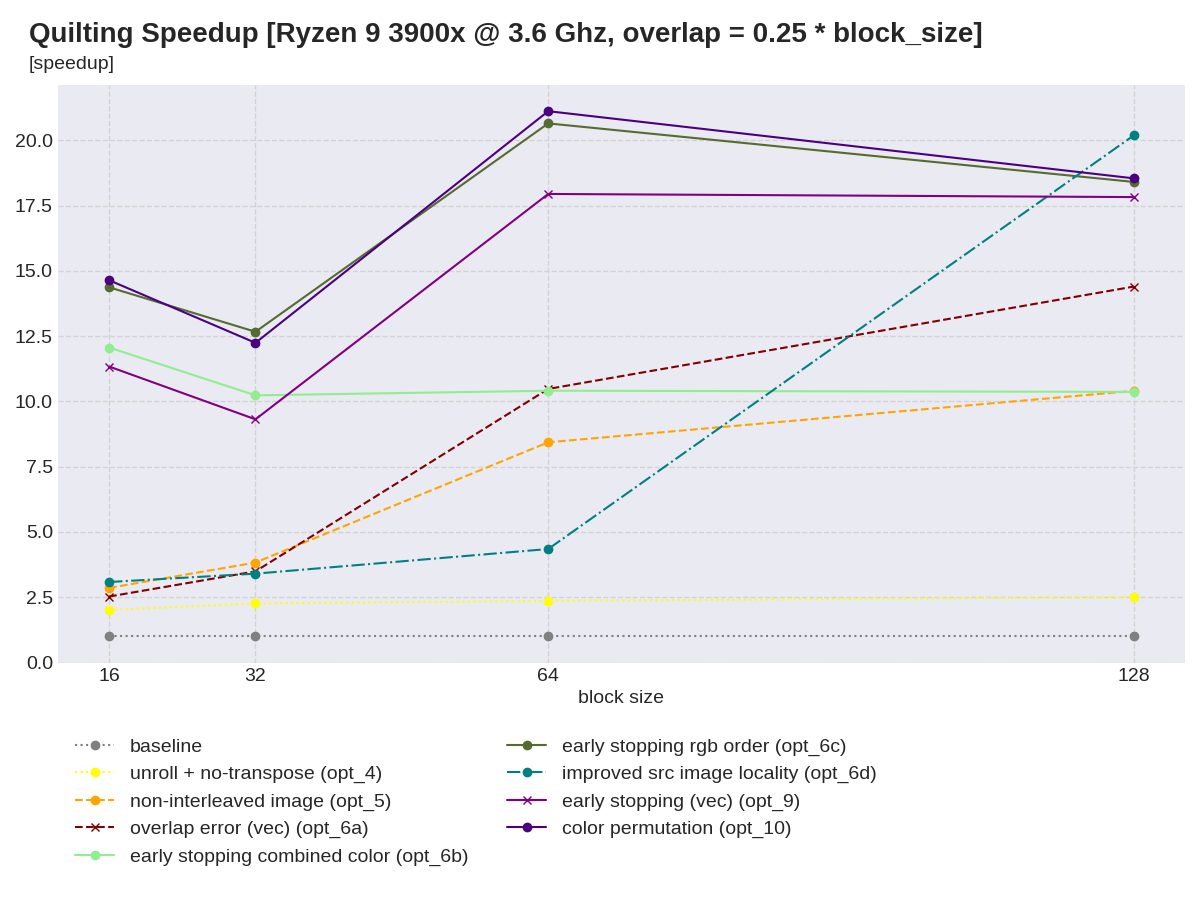 Quilting Speedup [Ryzen 9 3900x @ 3.6 Ghz, overlap = 0.25 * block_size]
[speedup]
20.0
17.5
15.0
12.5
10.0
7.5
5.0
2.5
0.0
16 32 64 128
block size
baseline
unroll + no-transpose (opt_4)
non-interleaved image (opt_5)
overlap error (vec) (opt_6a)
early stopping combined color (opt_6b)
early stopping rgb order (opt_6c)
improved src image locality (opt_6d)
early stopping (vec) (opt_9)
color permutation (opt_10)